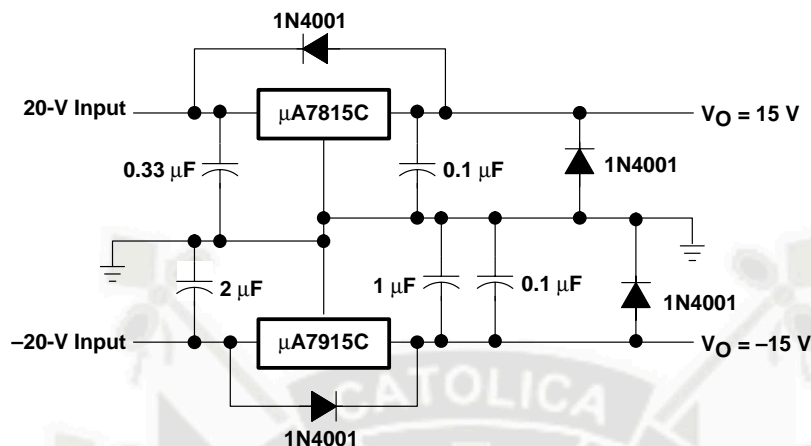 1N4001
20-V Input
μA7815C
VO = 15 V
0.33 μF
0.1 μF
1N4001
2 μF
1 μF
0.1 μF
1N4001
–20-V Input
μA7915C
VO = –15 V
1N4001
CATOLICA